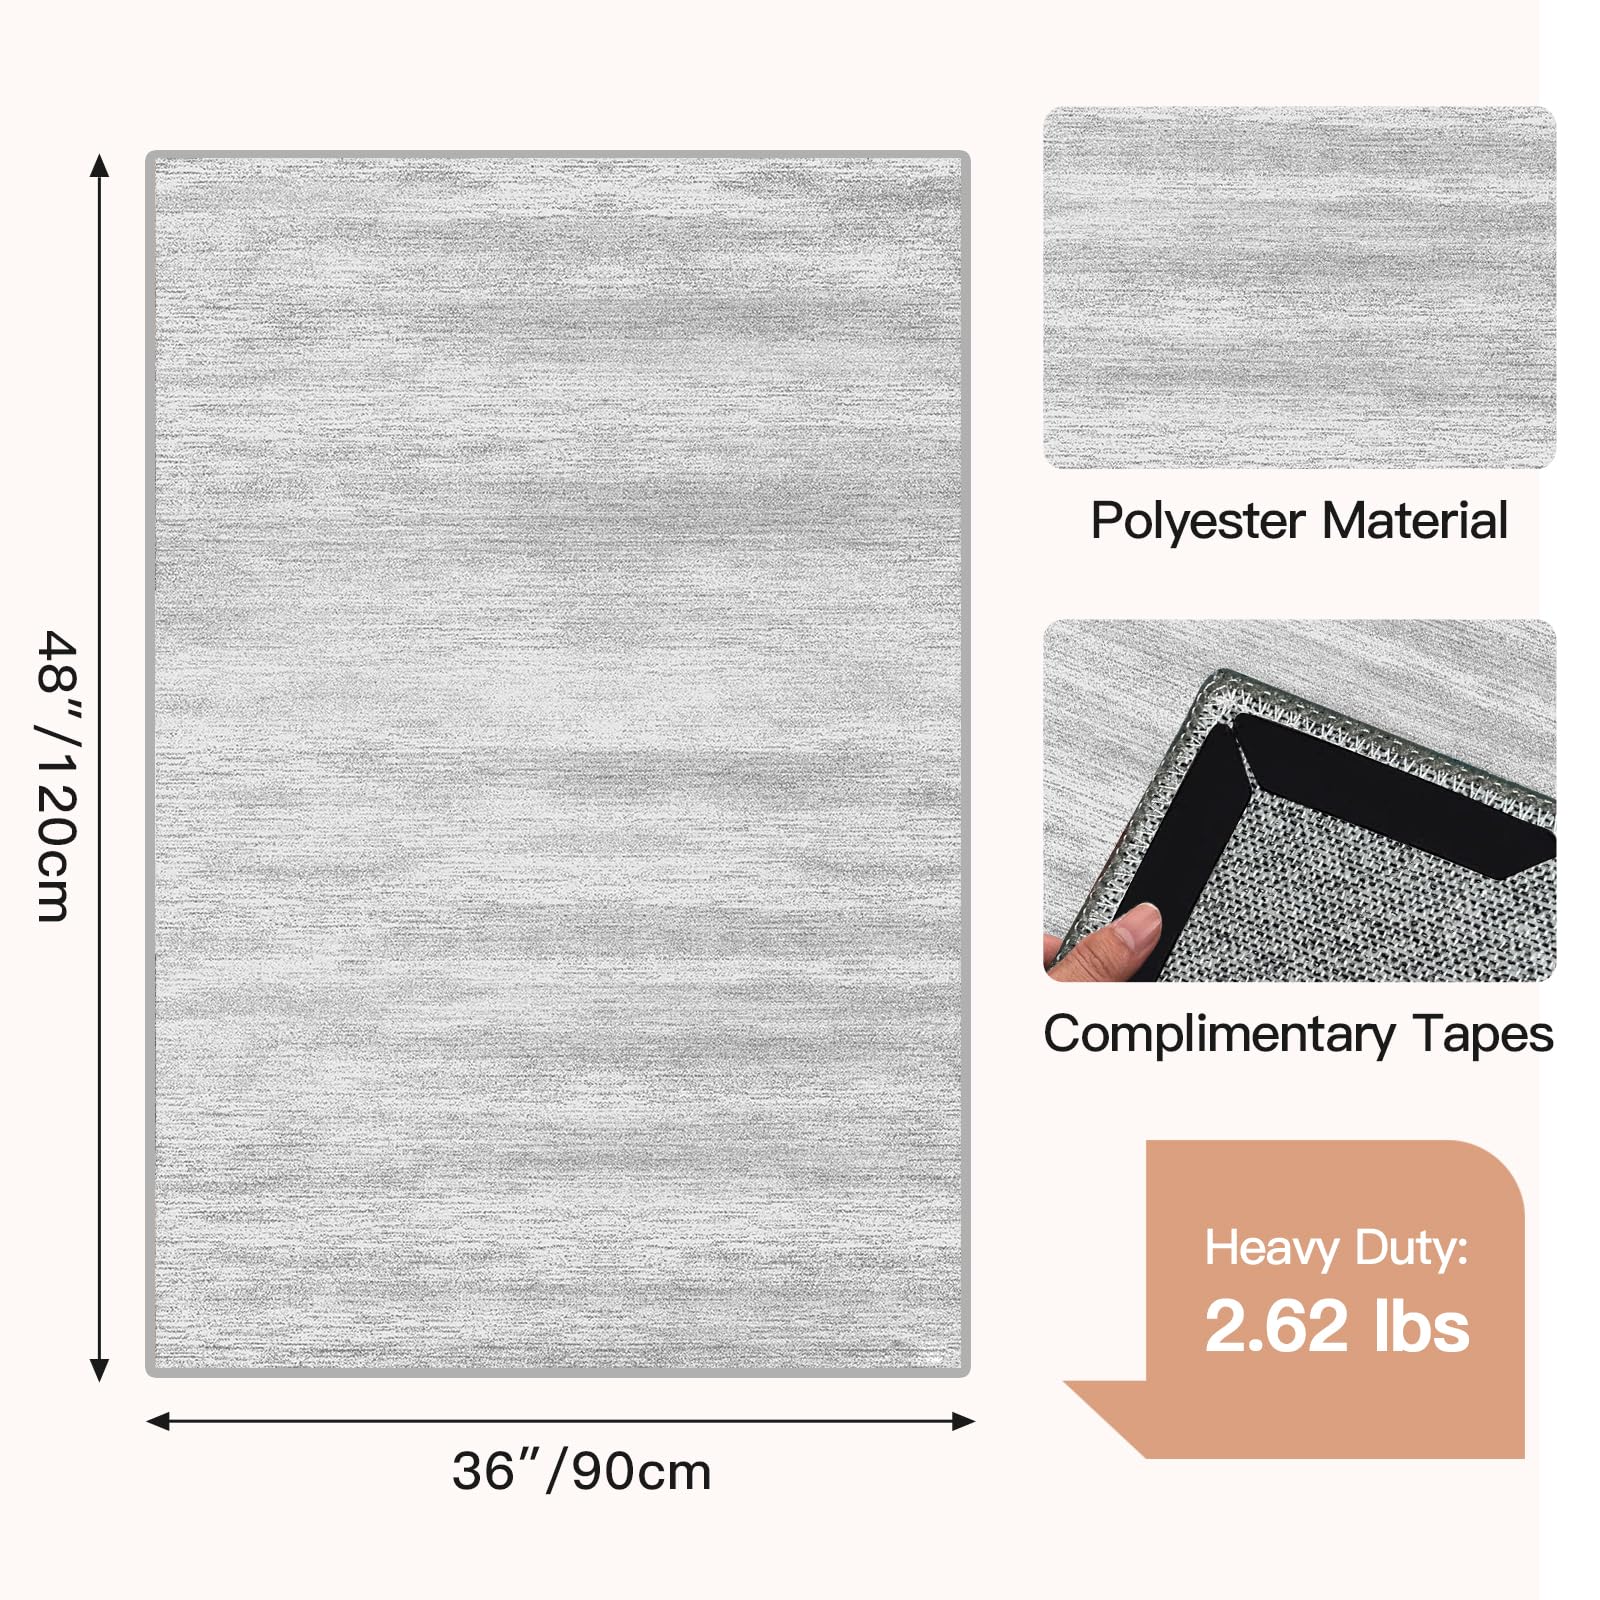 48"/120cm
36"/90cm
Polyester Material
Complimentary Tapes
Heavy Duty:
2.62 lbs